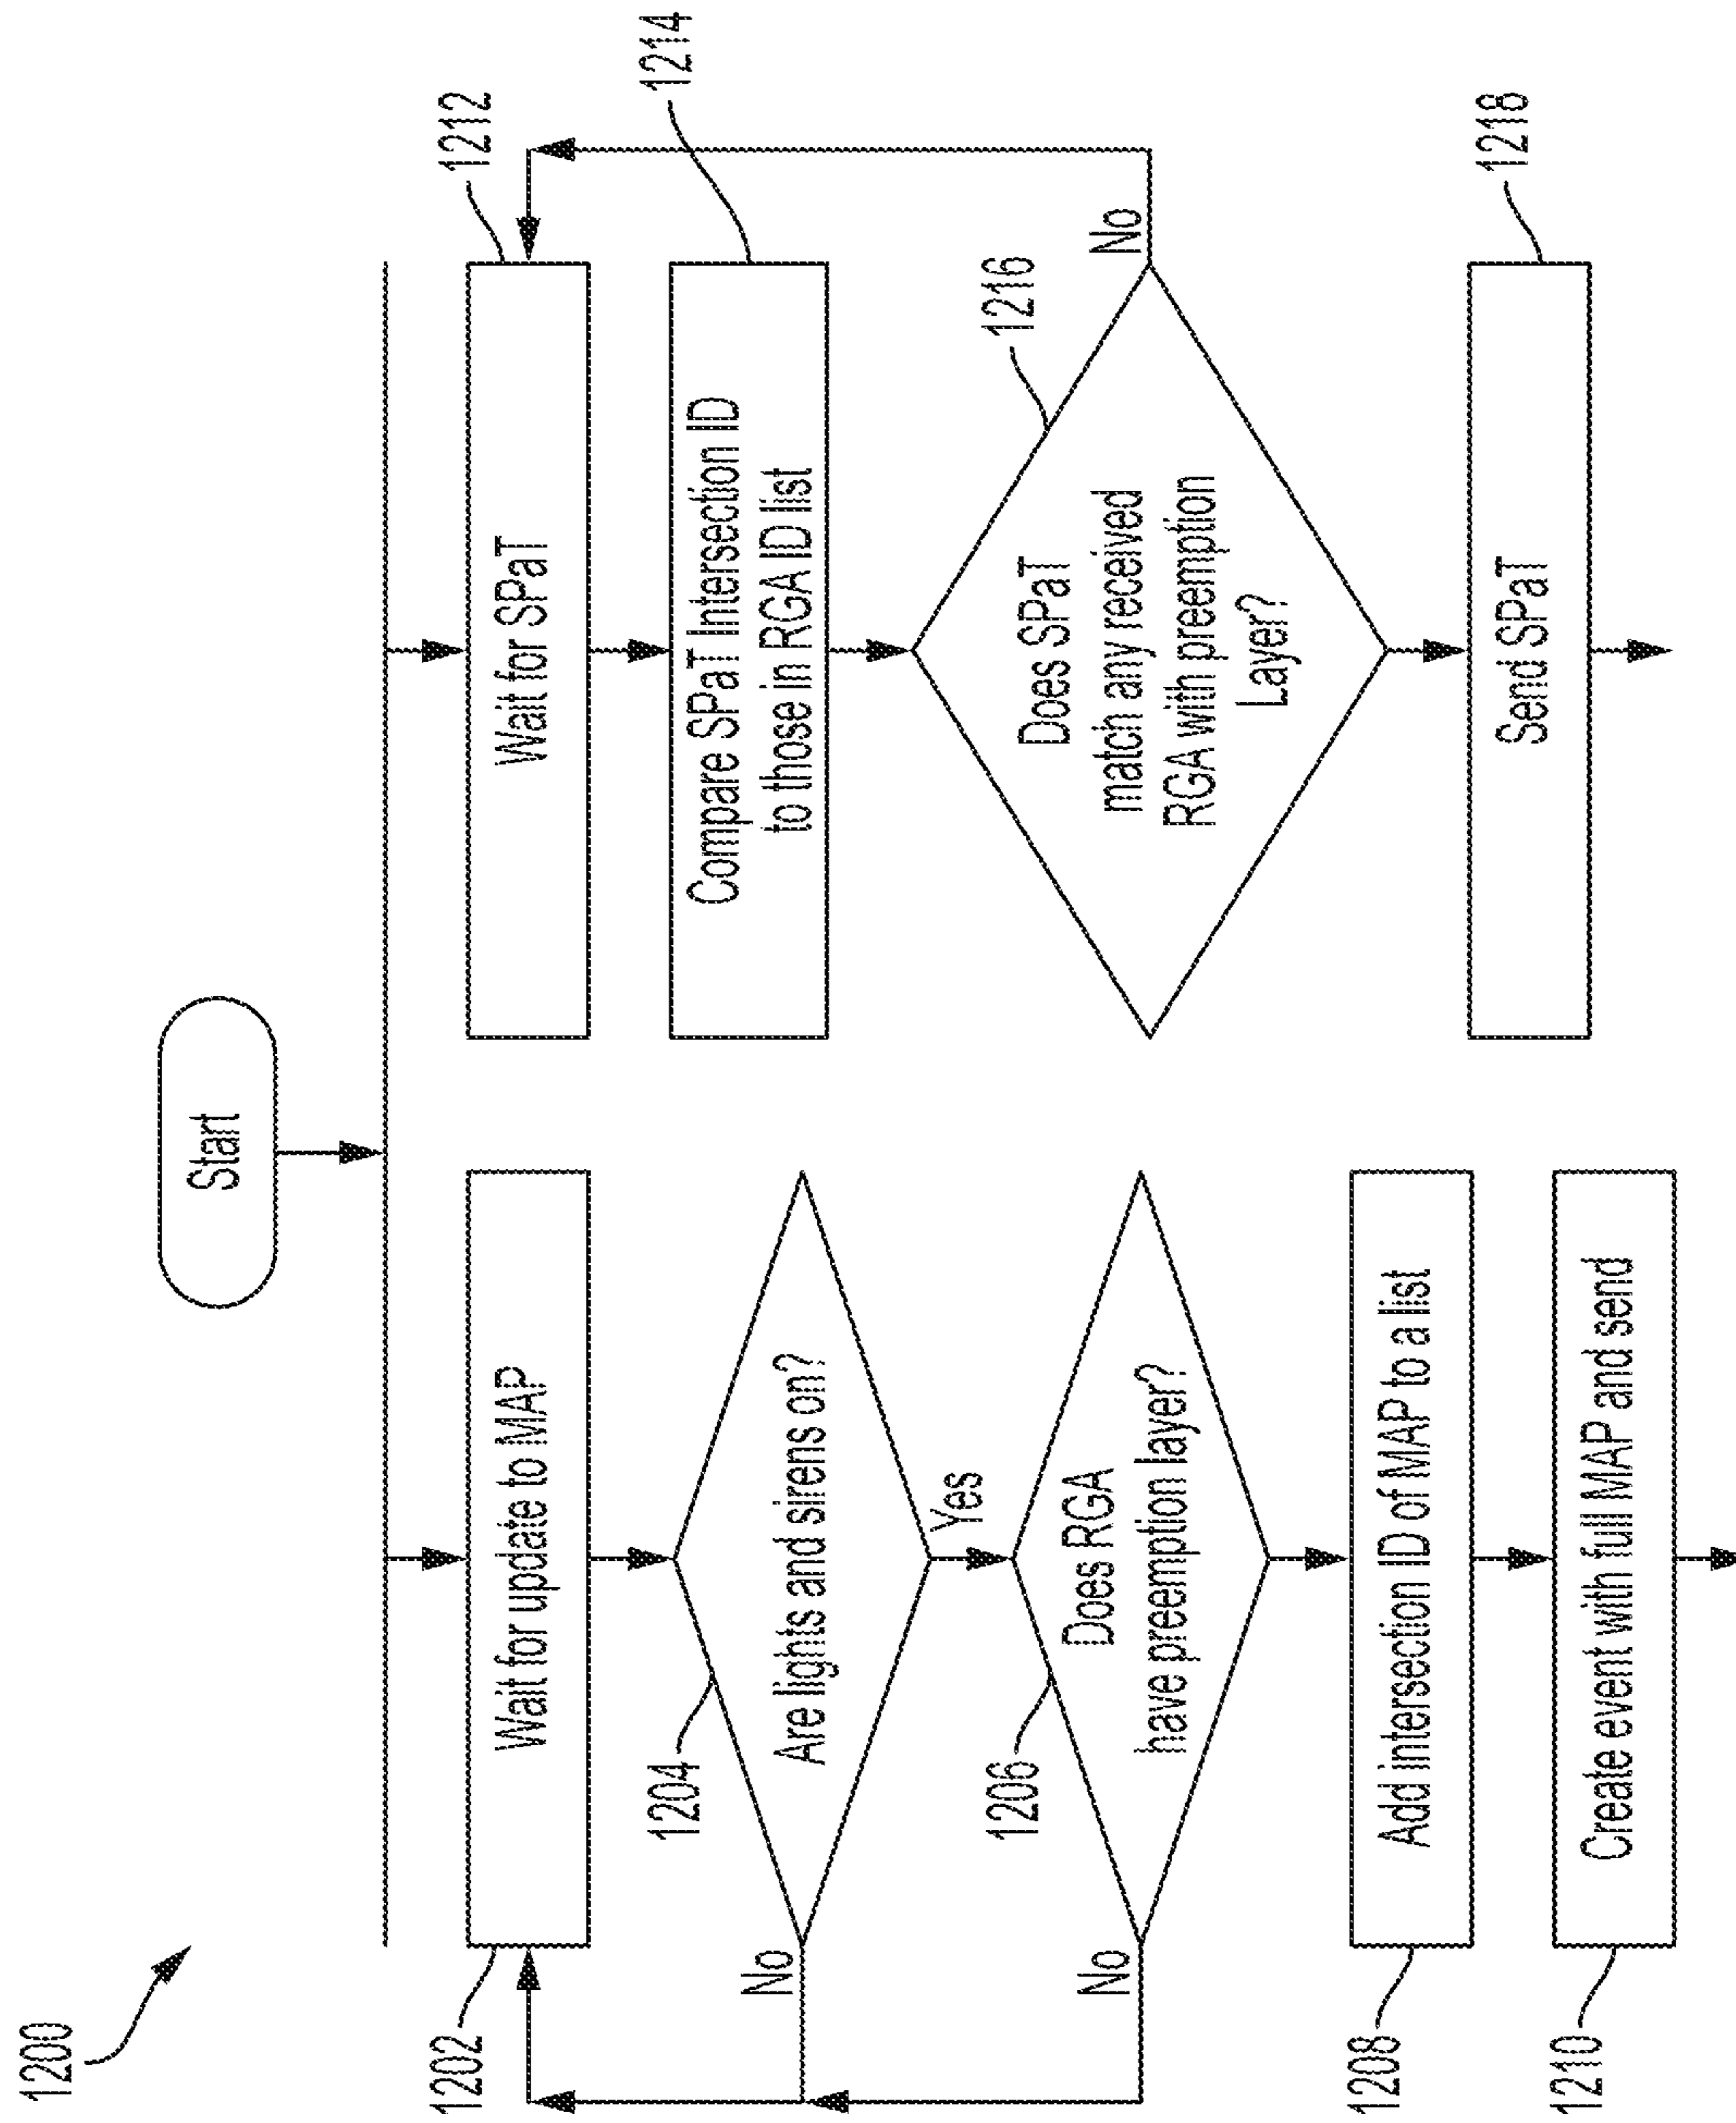 1200
Start
1202
Wait for update to MAP
1204
Are lights and sirens on?
No
Yes
1206
Does RGA
have preemption layer?
No
1208
Add intersection ID of MAP to a list
1210
Create event with full MAP and send
1212
Wait for SPaT
1214
Compare SPaT Intersection ID
to those in RGA ID list
1216
Does SPaT
match any received
RGA with preemption
Layer?
No
1218
Send SPaT